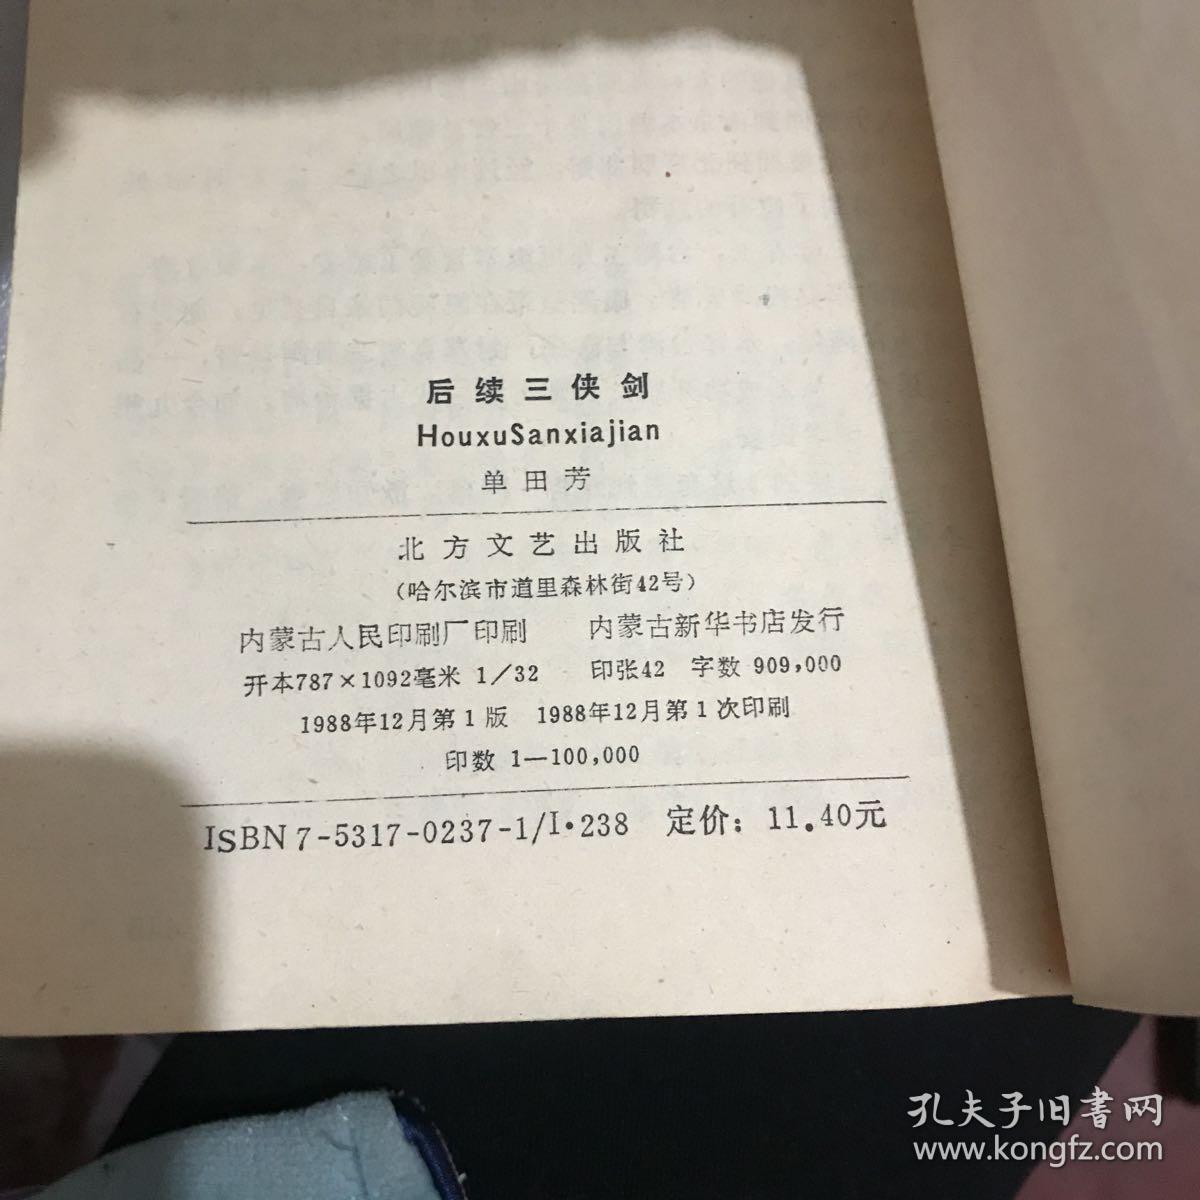 后续三侠剑
HouxuSanxiajian
单田芳
北方文艺出版社
(哈尔滨市道里森林街42号)
内蒙古人民印刷厂印刷 内蒙古新华书店发行
开本787×1092毫米 1/32 印张42 字数 909,000
1988年12月第1版 1988年12月第1次印刷
印数 1—100,000
ISBN7-5317-0237-1/I·238 定价：11.40元
孔夫子旧書网
www.kongfz.com